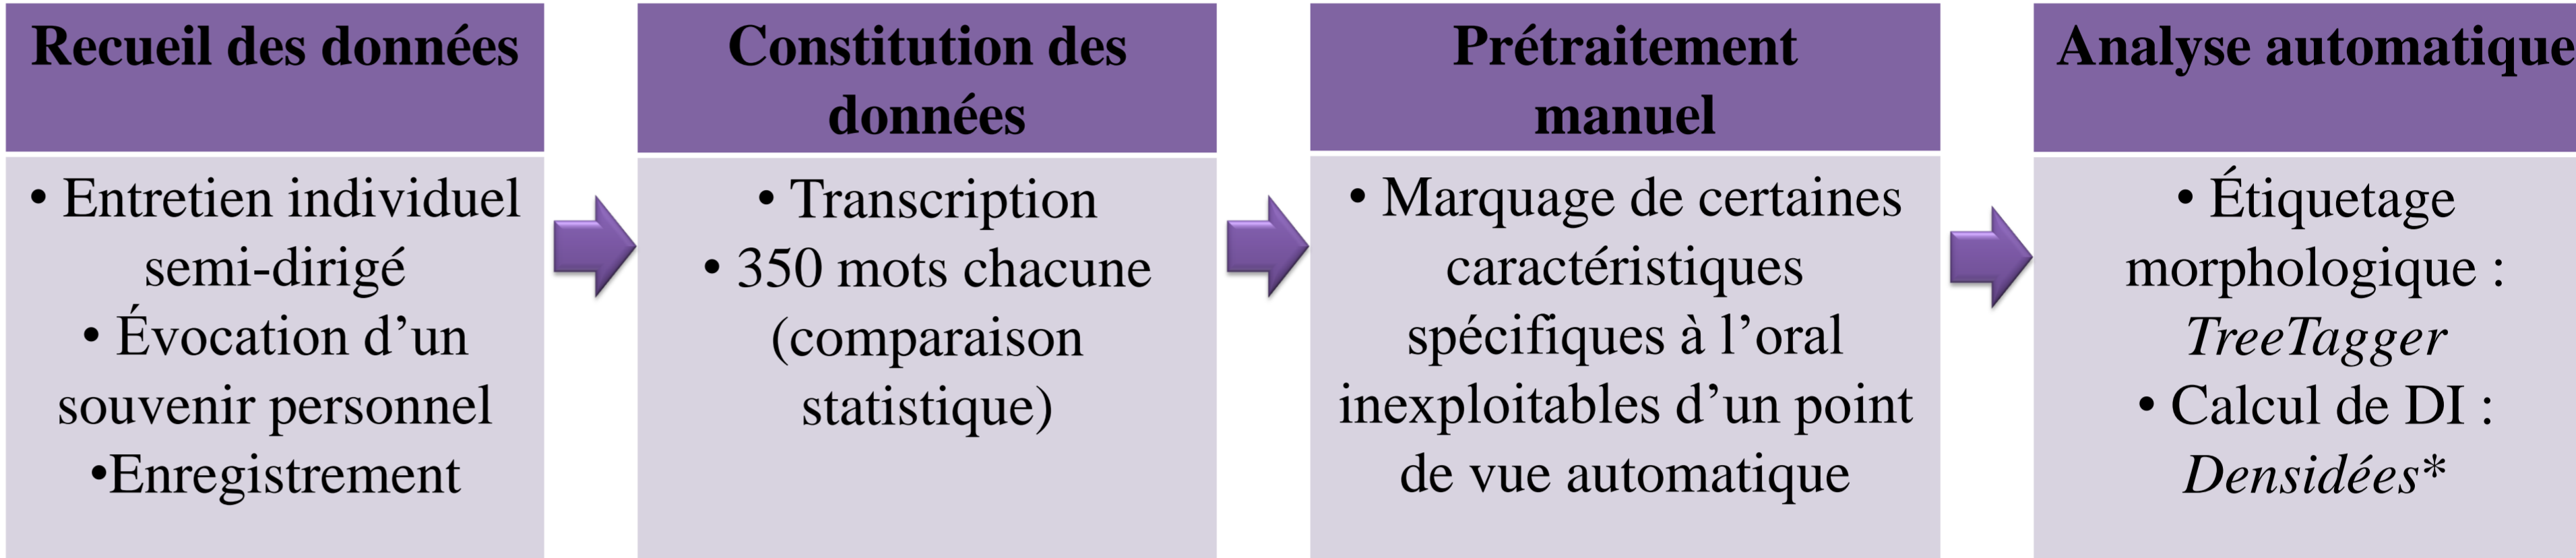 Recueil des données
• Entretien individuel
semi-dirigé
• Évocation d’un
souvenir personnel
•Enregistrement
Constitution des
données
• Transcription
• 350 mots chacune
(comparaison
statistique)
Prétraitement
manuel
• Marquage de certaines
caractéristiques
spécifiques à l’oral
inexploitables d’un point
de vue automatique
Analyse automatique
• Étiquetage
morphologique :
TreeTagger
• Calcul de DI :
Densidées*